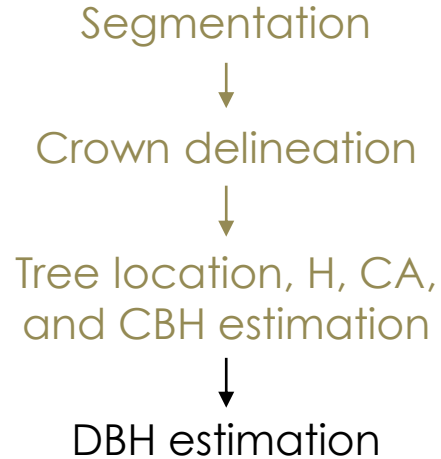 Segmentation
Crown delineation
Tree location, H, CA,
and CBH estimation
DBH estimation